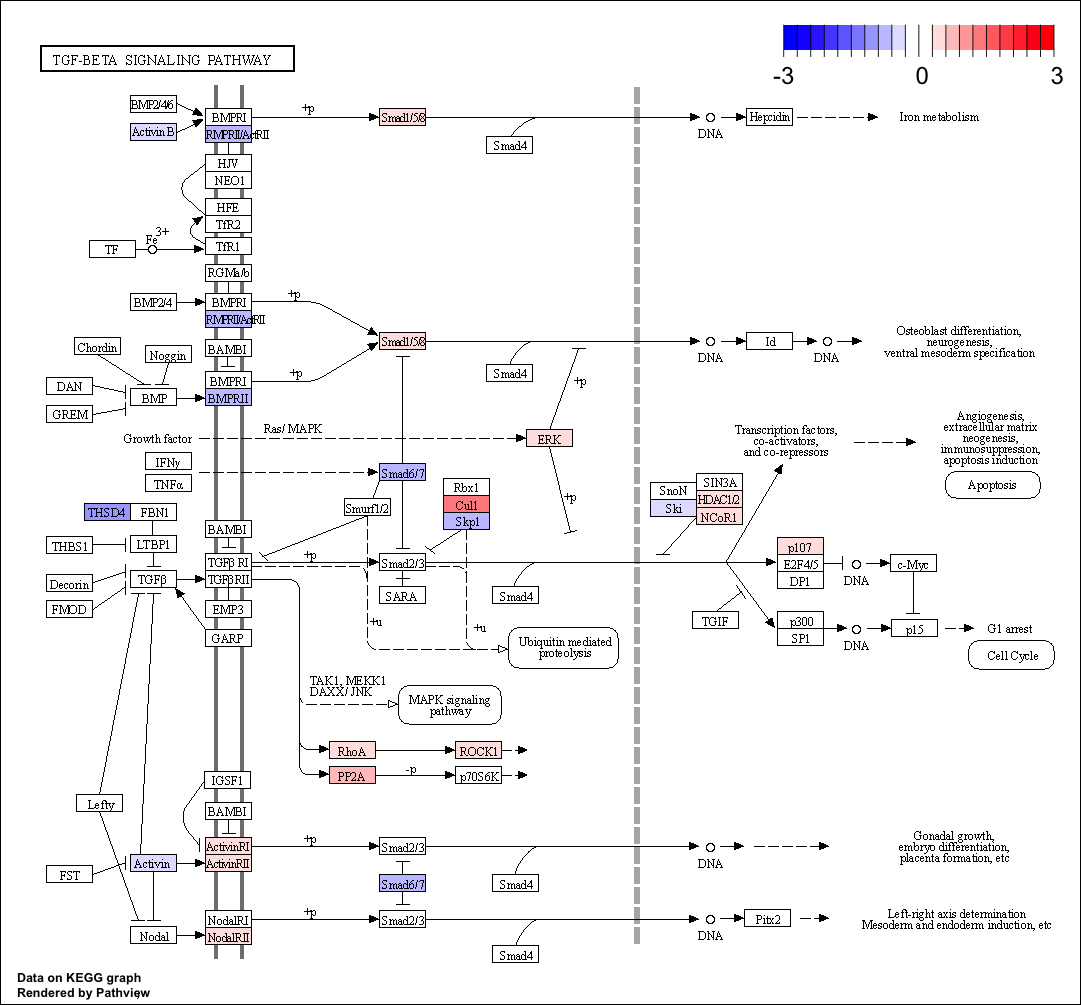 TGF-BETA SIGNALING PATHWAY
-3
0
3
BMP2/4/6
Activin B
BMPRI
RMPRII/ActRII
+p
Smad1/5/8
Smad4
DNA
Hepcidin
Iron metabolism
HJV
NEO1
HFE
TfR2
TF
Fe
3+
TfR1
RGMa/b
BMP2/4
BMPRI
RMPRII/ActRII
+p
Smad1/5/8
Smad4
DNA
Id
DNA
Osteoblast differentiation,
neurogenesis,
ventral mesoderm specification
Chordin
Noggin
BAMBI
DAN
GREM
BMP
BMPRI
BMPRII
+p
+p
Growth factor
Ras/ MAPK
ERK
+p
IFNγ
TNFα
Smad6/7
Smurf1/2
Rbx1
Cul1
Skp1
SnoN
Ski
SIN3A
HDAC1/2
NCoR1
Transcription factors,
co-activators,
and co-repressors
Angiogenesis,
extracellular matrix
neogenesis,
immunosuppression,
apoptosis induction
Apoptosis
THSD4
FBN1
THBS1
LTBP1
BAMBI
Decorin
FMOD
TGFβ
TGFβ RI
TGFβRII
EMP3
GARP
+p
Smad2/3
SARA
Smad4
+u
+u
Ubiquitin mediated
proteolysis
TGIF
p107
E2F4/5
DP1
DNA
c-Myc
p300
SP1
DNA
p15
G1 arrest
Cell Cycle
TAK1, MEKK1
DAXX/ JNK
MAPK signaling
pathway
RhoA
ROCK1
PP2A
-p
p70S6K
IGSF1
Lefty
BAMBI
FST
Activin
ActivinRI
ActivinRII
+p
Smad2/3
Smad4
DNA
Gonadal growth,
embryo differentiation,
placenta formation, etc
Smad6/7
Nodal
NodalRI
NodalRII
+p
Smad2/3
Smad4
DNA
Pitx2
Left-right axis determination
Mesoderm and endoderm induction, etc
Data on KEGG graph
Rendered by Pathview